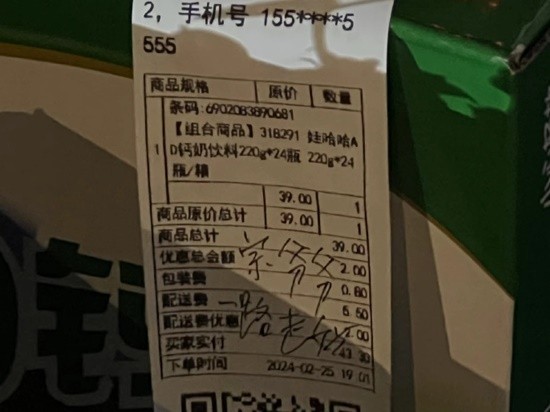 2, 手机号 155****5
555
商品规格 原价 数量
条码:6902083890681
【组合商品】318291 娃哈哈A
1 D钙奶饮料220g*24瓶 220g*24
瓶/箱
39.00 1
商品原价总计 39.00 1
商品总计 39.00
优惠总金额 2.00
宗爷爷
包装费 0.80
配送费 5.50
一路走好
配送费优惠 .00
买家实付 43.30
下单时间 2024-02-25 19:01